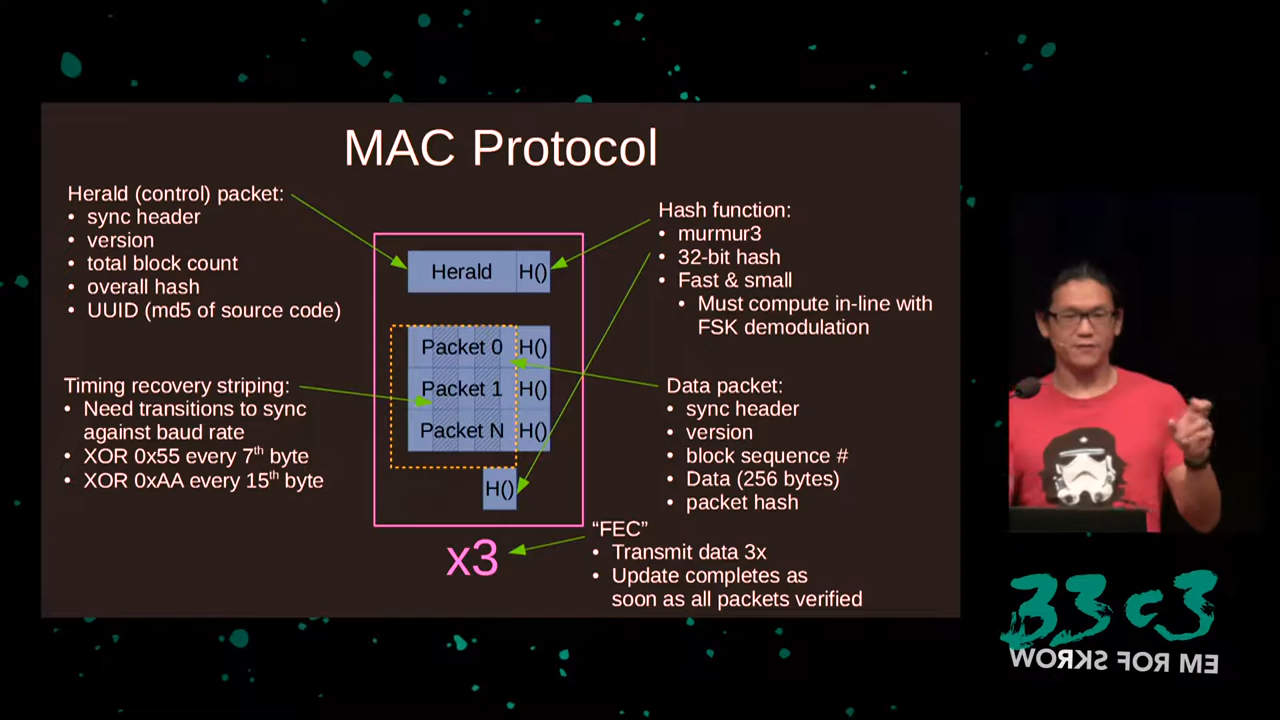 MAC Protocol
Herald (control) packet:
• sync header
• version
• total block count
• overall hash
• UUID (md5 of source code)
Timing recovery striping:
• Need transitions to sync
against baud rate
• XOR 0x55 every 7th byte
• XOR 0xAA every 15th byte
Herald H()
Packet 0 H()
Packet 1 H()
Packet N H()
H()
x3
Hash function:
• murmur3
• 32-bit hash
• Fast & small
• Must compute in-line with
FSK demodulation
Data packet:
• sync header
• version
• block sequence #
• Data (256 bytes)
• packet hash
“FEC”
• Transmit data 3x
• Update completes as
soon as all packets verified
33c3
WORKS FOR ME